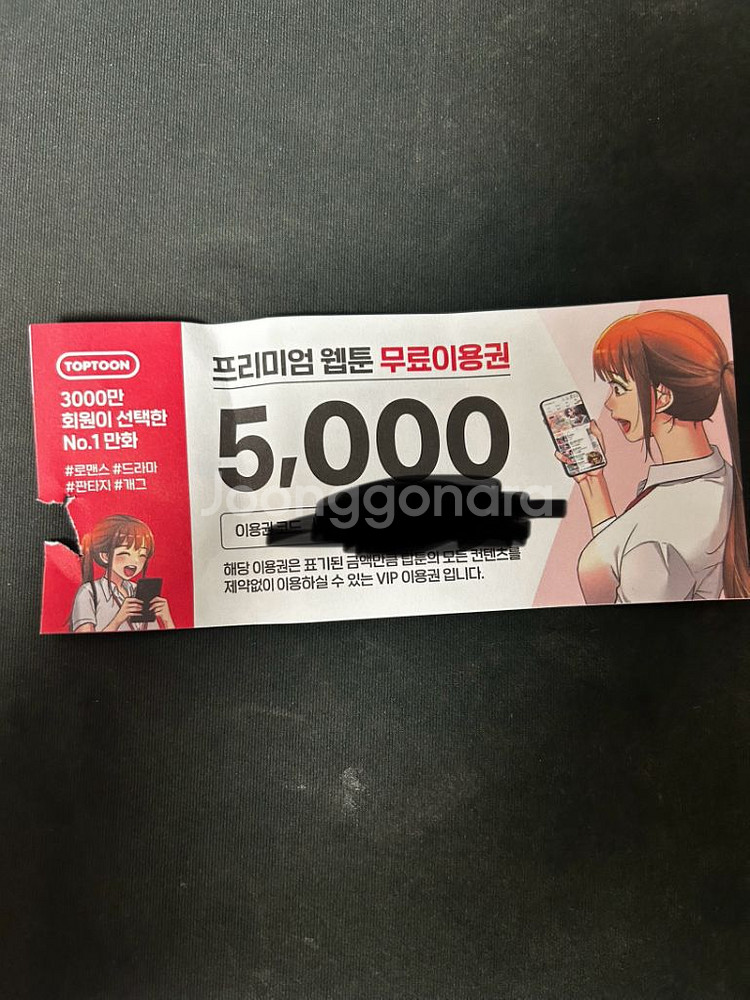 TOPTOON
3000만
회원이 선택한
No.1 만화
#로맨스 #드라마
#판타지 #개그
프리미엄 웹툰 무료이용권
5,000
이용권 코드
Joonggonara
해당 이용권은 표기된 금액만큼 탑툰의 모든 컨텐츠를
제약없이 이용하실 수 있는 VIP 이용권 입니다.